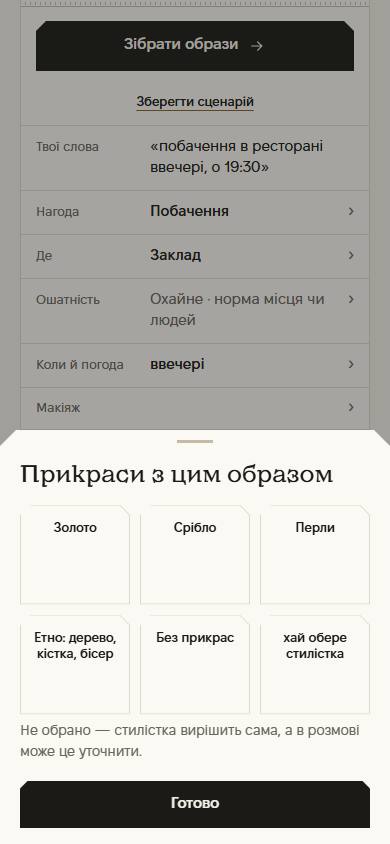 Зібрати образи →
Зберегти сценарій
Твої слова
«побачення в ресторані
ввечері, о 19:30»
Нагода
Побачення
Де
Заклад
Ошатність
Охайне · норма місця чи
людей
Коли й погода
ввечері
Макіяж
Прикраси з цим образом
Золото
Срібло
Перли
Етно: дерево,
кістка, бісер
Без прикрас
хай обере
стилістка
Не обрано — стилістка вирішить сама, а в розмові
може це уточнити.
Готово